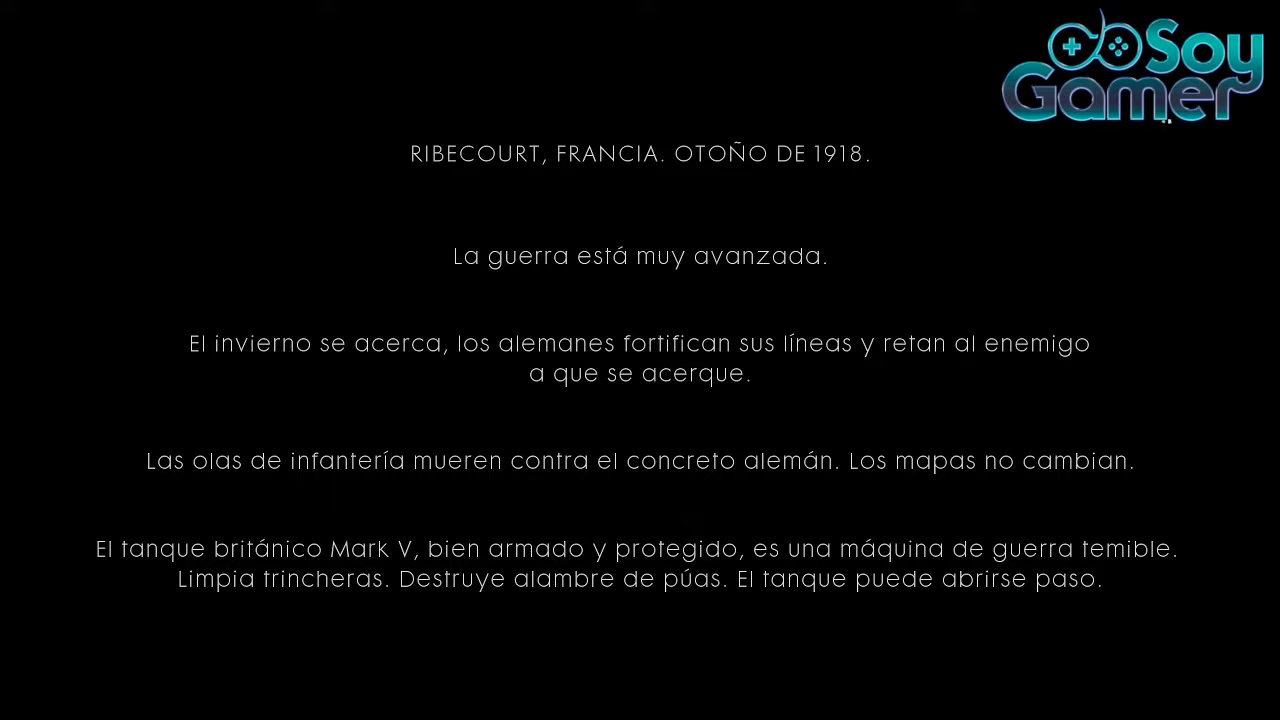 Soy
Gamer
RIBECOURT, FRANCIA. OTOÑO DE 1918.
La guerra está muy avanzada.
El invierno se acerca, los alemanes fortifican sus líneas y retan al enemigo
a que se acerque.
Las olas de infantería mueren contra el concreto alemán. Los mapas no cambian.
El tanque británico Mark V, bien armado y protegido, es una máquina de guerra temible.
Limpia trincheras. Destruye alambre de púas. El tanque puede abrirse paso.